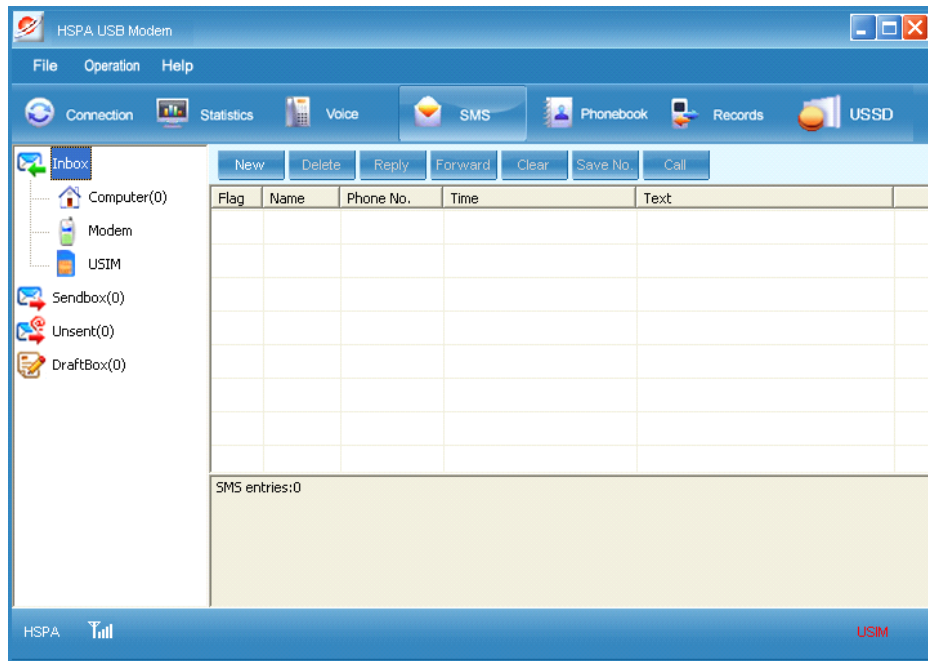 HSPA USB Modem
File Operation Help
Connection Statistics Voice SMS Phonebook Records USSD
Inbox
Computer(0)
Modem
USIM
Sendbox(0)
Unsent(0)
DraftBox(0)
New Delete Reply Forward Clear Save No. Call
Flag Name Phone No. Time Text
SMS entries:0
HSPA USIM